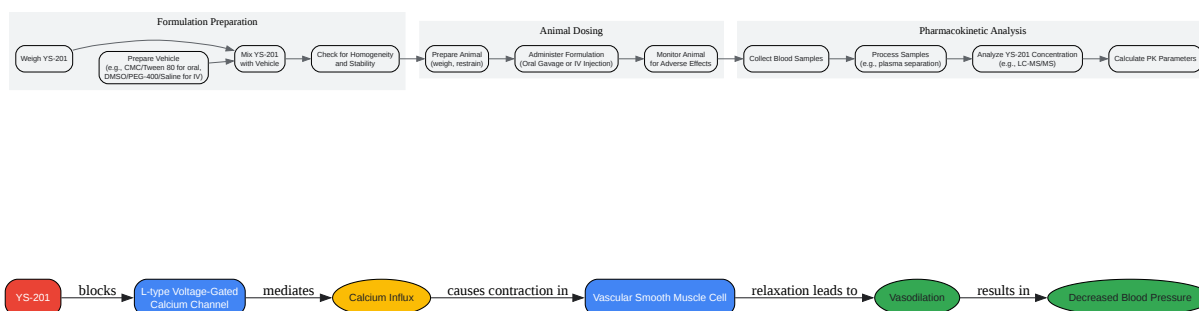 Formulation Preparation
Weigh YS-201
Prepare Vehicle
(e.g., CMC/Tween 80 for oral,
DMSO/PEG-400/Saline for IV)
Mix YS-201
with Vehicle
Check for Homogeneity
and Stability
Animal Dosing
Prepare Animal
(weigh, restrain)
Administer Formulation
(Oral Gavage or IV Injection)
Monitor Animal
for Adverse Effects
Pharmacokinetic Analysis
Collect Blood Samples
Process Samples
(e.g., plasma separation)
Analyze YS-201 Concentration
(e.g., LC-MS/MS)
Calculate PK Parameters
YS-201
blocks
L-type Voltage-Gated
Calcium Channel
mediates
Calcium Influx
causes contraction in
Vascular Smooth Muscle Cell
relaxation leads to
Vasodilation
results in
Decreased Blood Pressure